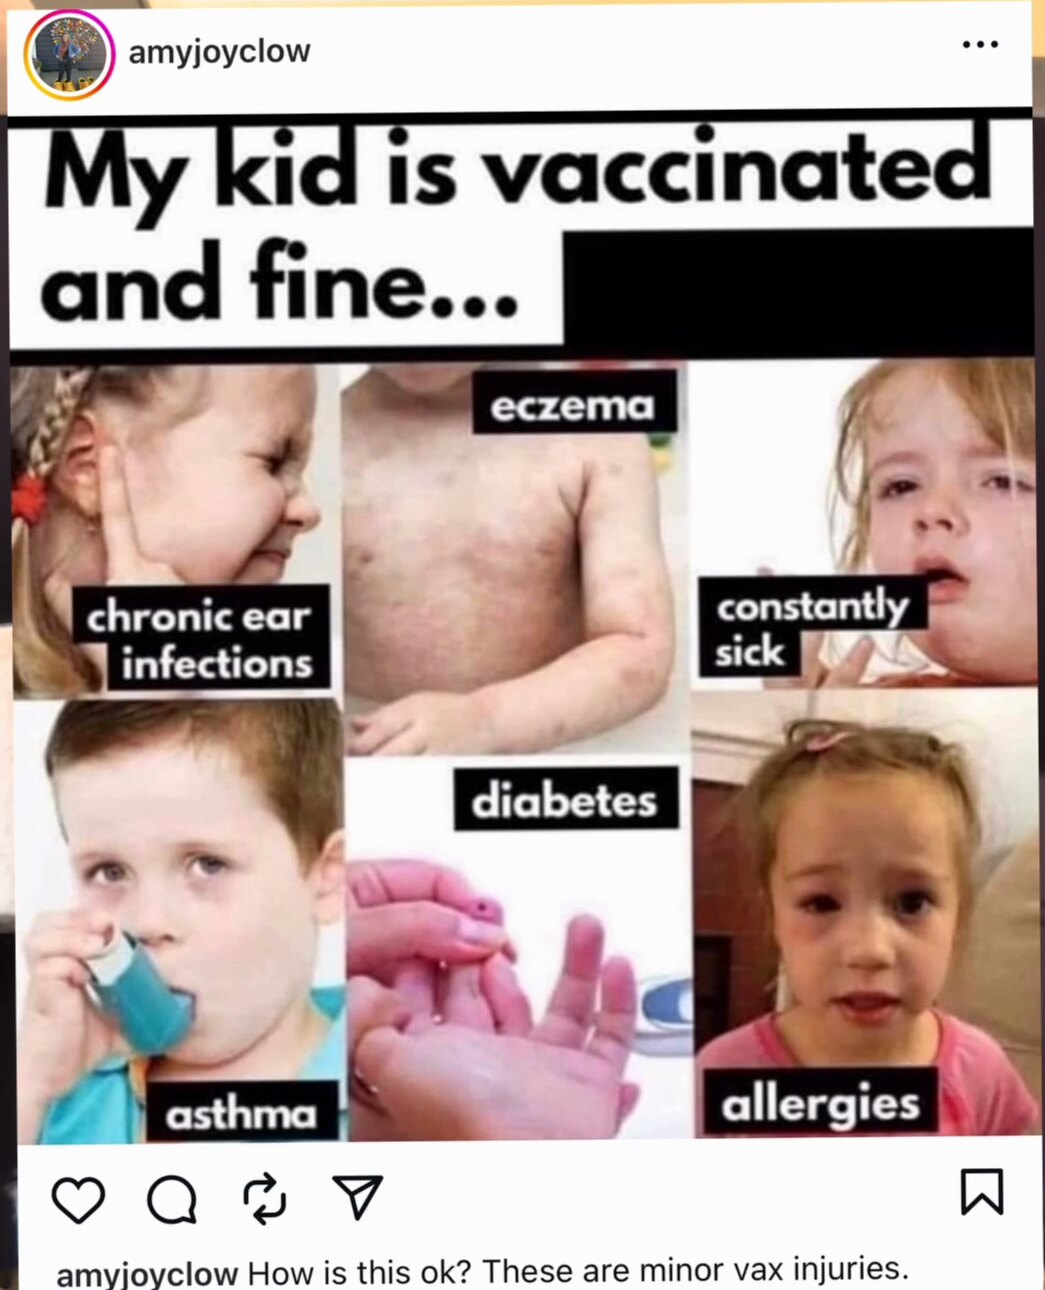 amyjoyclow
My kid is vaccinated
and fine...
eczema
chronic ear
infections
constantly
sick
diabetes
asthma
allergies
amyjoyclow How is this ok? These are minor vax injuries.